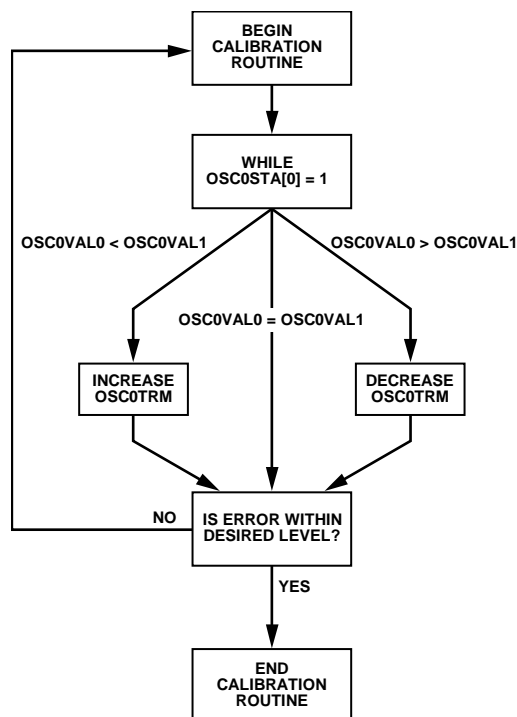 BEGIN
CALIBRATION
ROUTINE
WHILE
OSC0STA[0] = 1
OSC0VAL0 < OSC0VAL1
OSC0VAL0 > OSC0VAL1
OSC0VAL0 = OSC0VAL1
INCREASE
OSC0TRM
DECREASE
OSC0TRM
NO
IS ERROR WITHIN
DESIRED LEVEL?
YES
END
CALIBRATION
ROUTINE